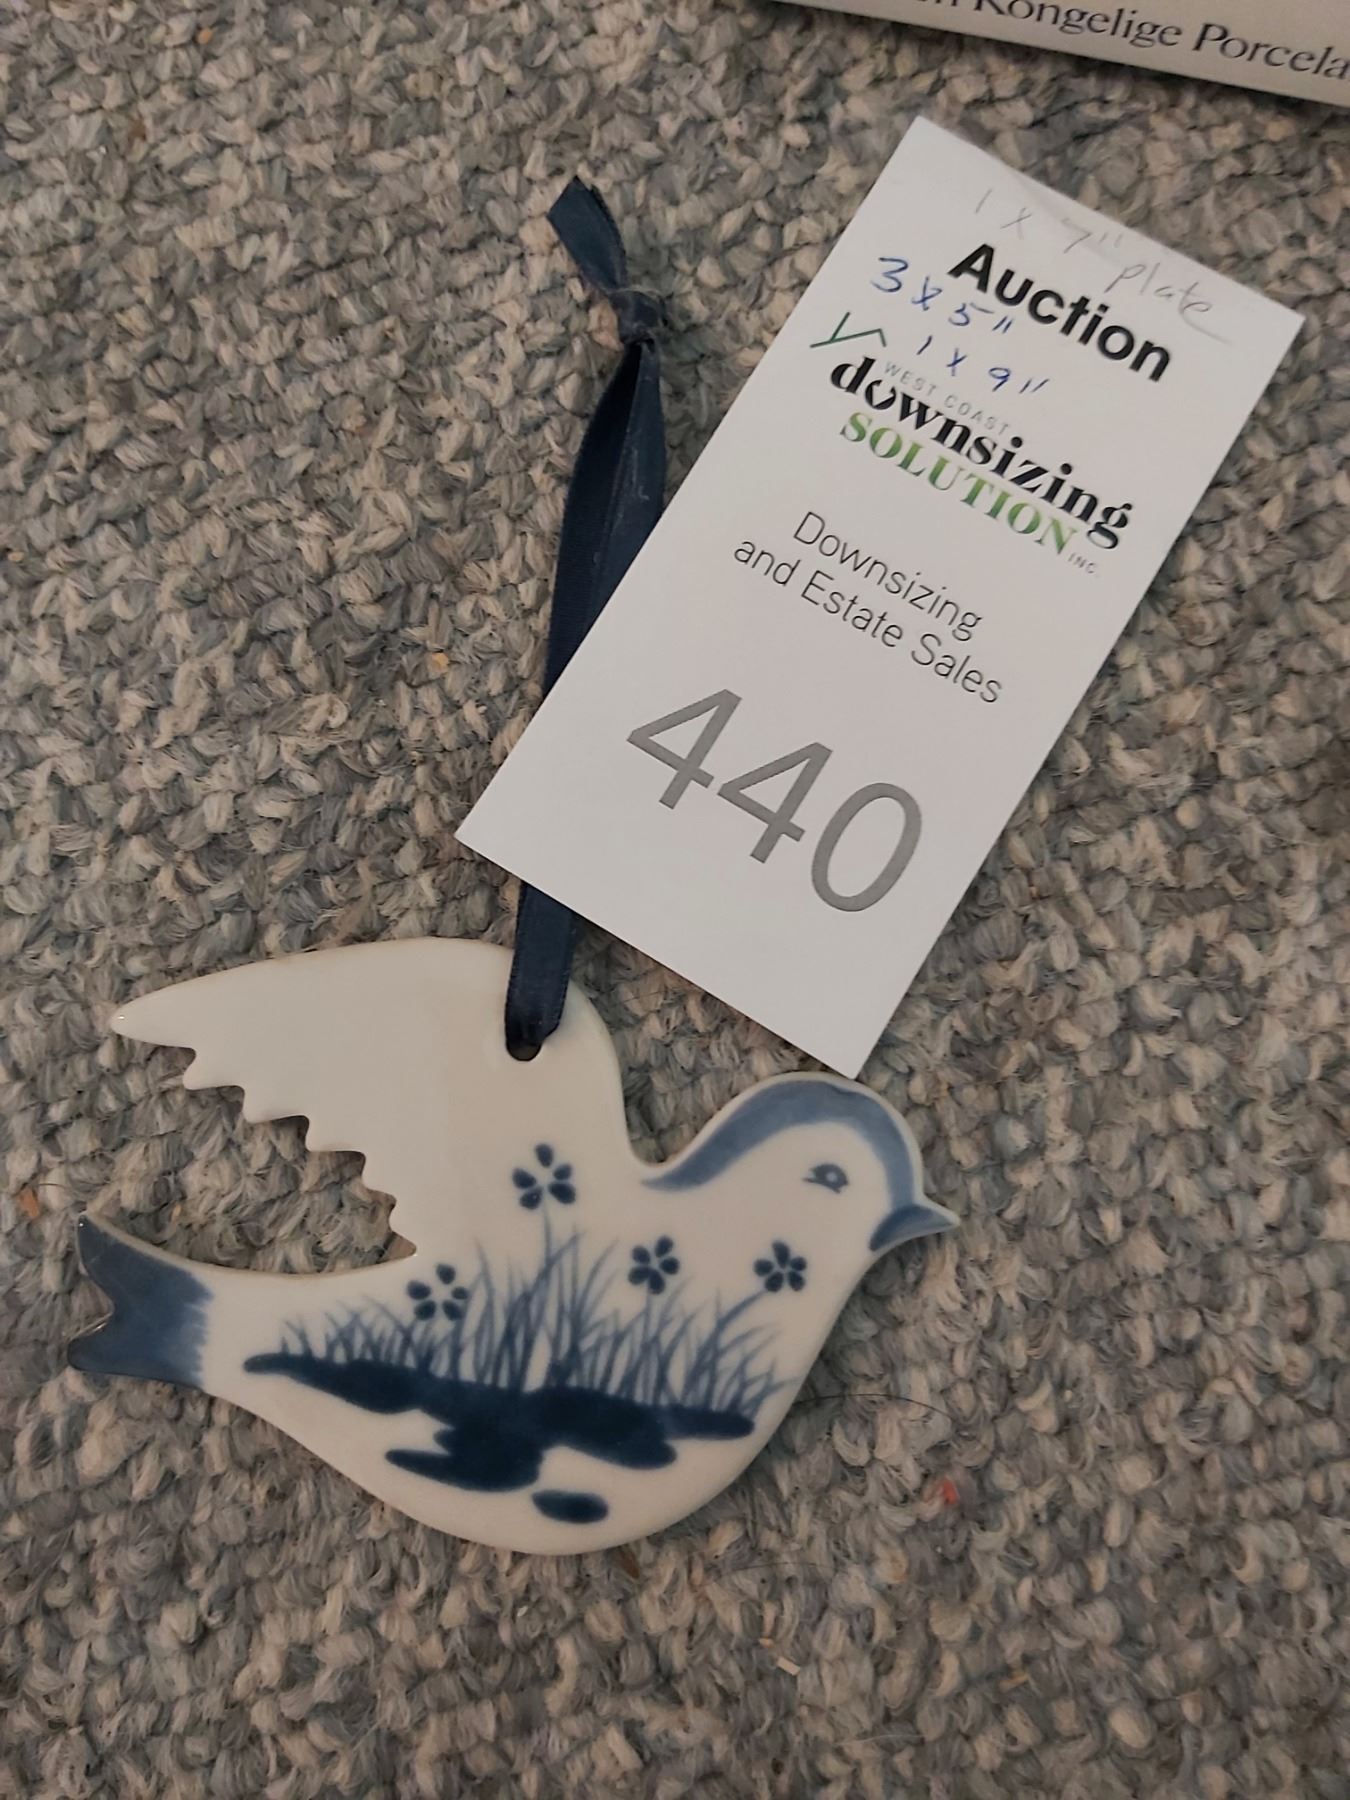 Kongelige Porcela
1 x 7" plate
Auction
3 x 5"
1 x 9"
WEST COAST
downsizing
SOLUTION INC.
Downsizing
and Estate Sales
440